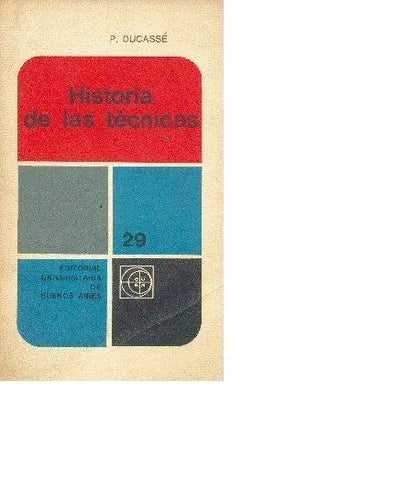 P. DUCASSÉ
Historia
de las técnicas
29
EDITORIAL
UNIVERSITARIA
DE
BUENOS AIRES